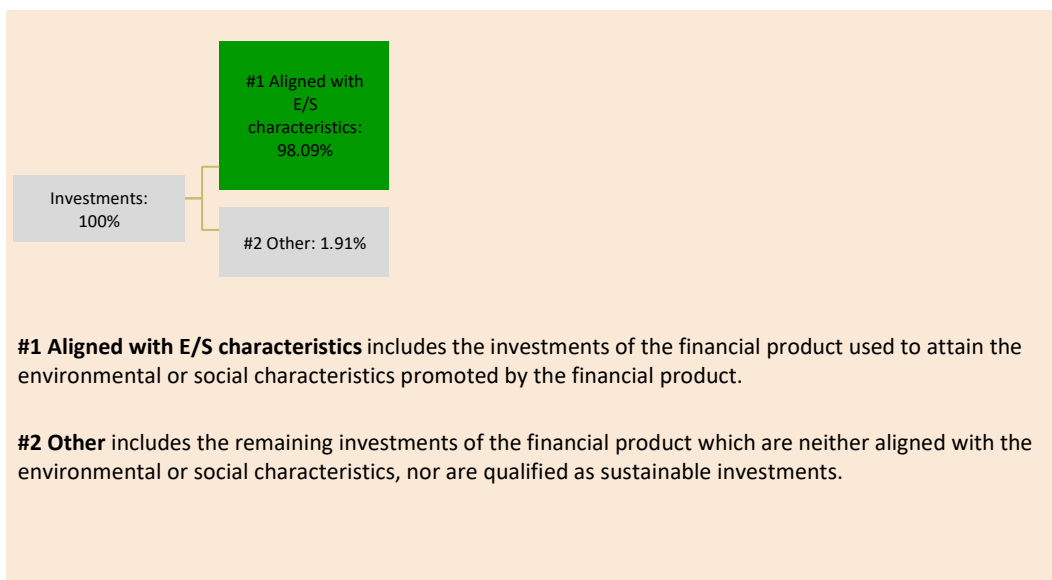 #1 Aligned with
E/S
characteristics:
98.09%
Investments:
100%
#2 Other: 1.91%
#1 Aligned with E/S characteristics includes the investments of the financial product used to attain the
environmental or social characteristics promoted by the financial product.
#2 Other includes the remaining investments of the financial product which are neither aligned with the
environmental or social characteristics, nor are qualified as sustainable investments.